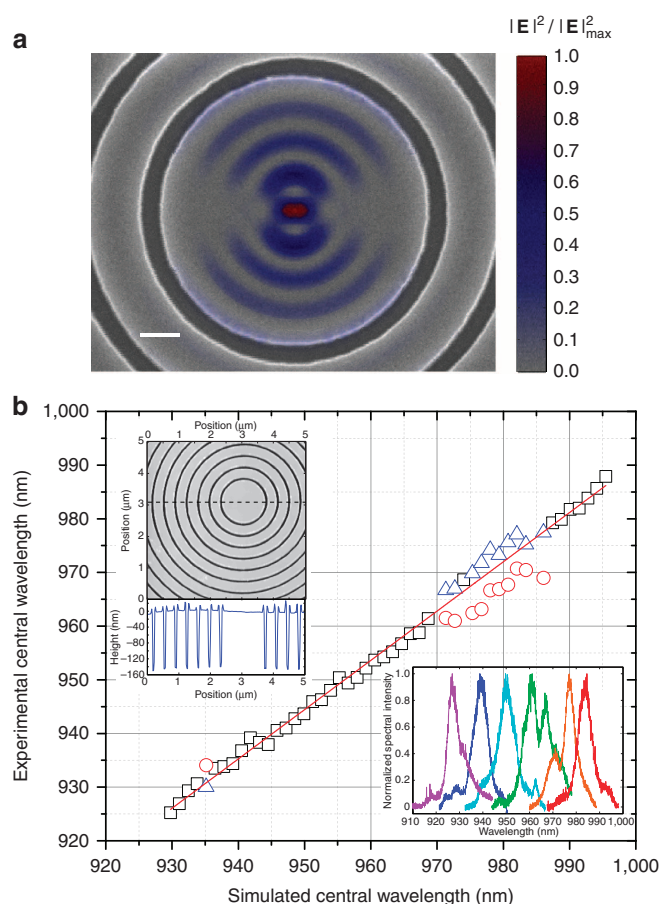 a
|E|²/|E|²max
1.0
0.9
0.8
0.7
0.6
0.5
0.4
0.3
0.2
0.1
0.0
b
Experimental central wavelength (nm)
1,000
990
980
970
960
950
940
930
920
920 930 940 950 960 970 980 990 1,000
Simulated central wavelength (nm)
Position (μm)
0 1 2 3 4 5
Position (μm)
5
4
3
2
1
0
Height (nm)
0
−40
−80
−120
−160
0 1 2 3 4 5
Position (μm)
Normalized spectral intensity
1.0
0.8
0.6
0.4
0.2
0
910 920 930 940 950 960 970 980 990 1,000
Wavelength (nm)